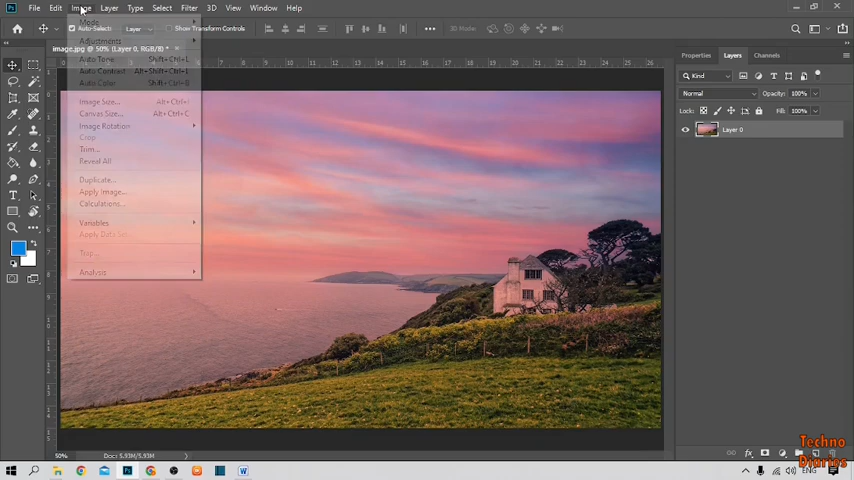 Ps File Edit Image Layer Type Select Filter 3D View Window Help
Auto-Select: Layer Show Transform Controls 3D Mode:
image.jpg @ 50% (Layer 0, RGB/8) *
Mode
Adjustments
Auto Tone Shift+Ctrl+L
Auto Contrast Alt+Shift+Ctrl+L
Auto Color Shift+Ctrl+B
Image Size... Alt+Ctrl+I
Canvas Size... Alt+Ctrl+C
Image Rotation
Crop
Trim...
Reveal All
Duplicate...
Apply Image...
Calculations...
Variables
Apply Data Set...
Trap...
Analysis
Properties Layers Channels
Kind
Normal Opacity: 100%
Lock: Fill: 100%
Layer 0
50% Doc: 5.93M/5.93M
Techno
Diaries
ENG